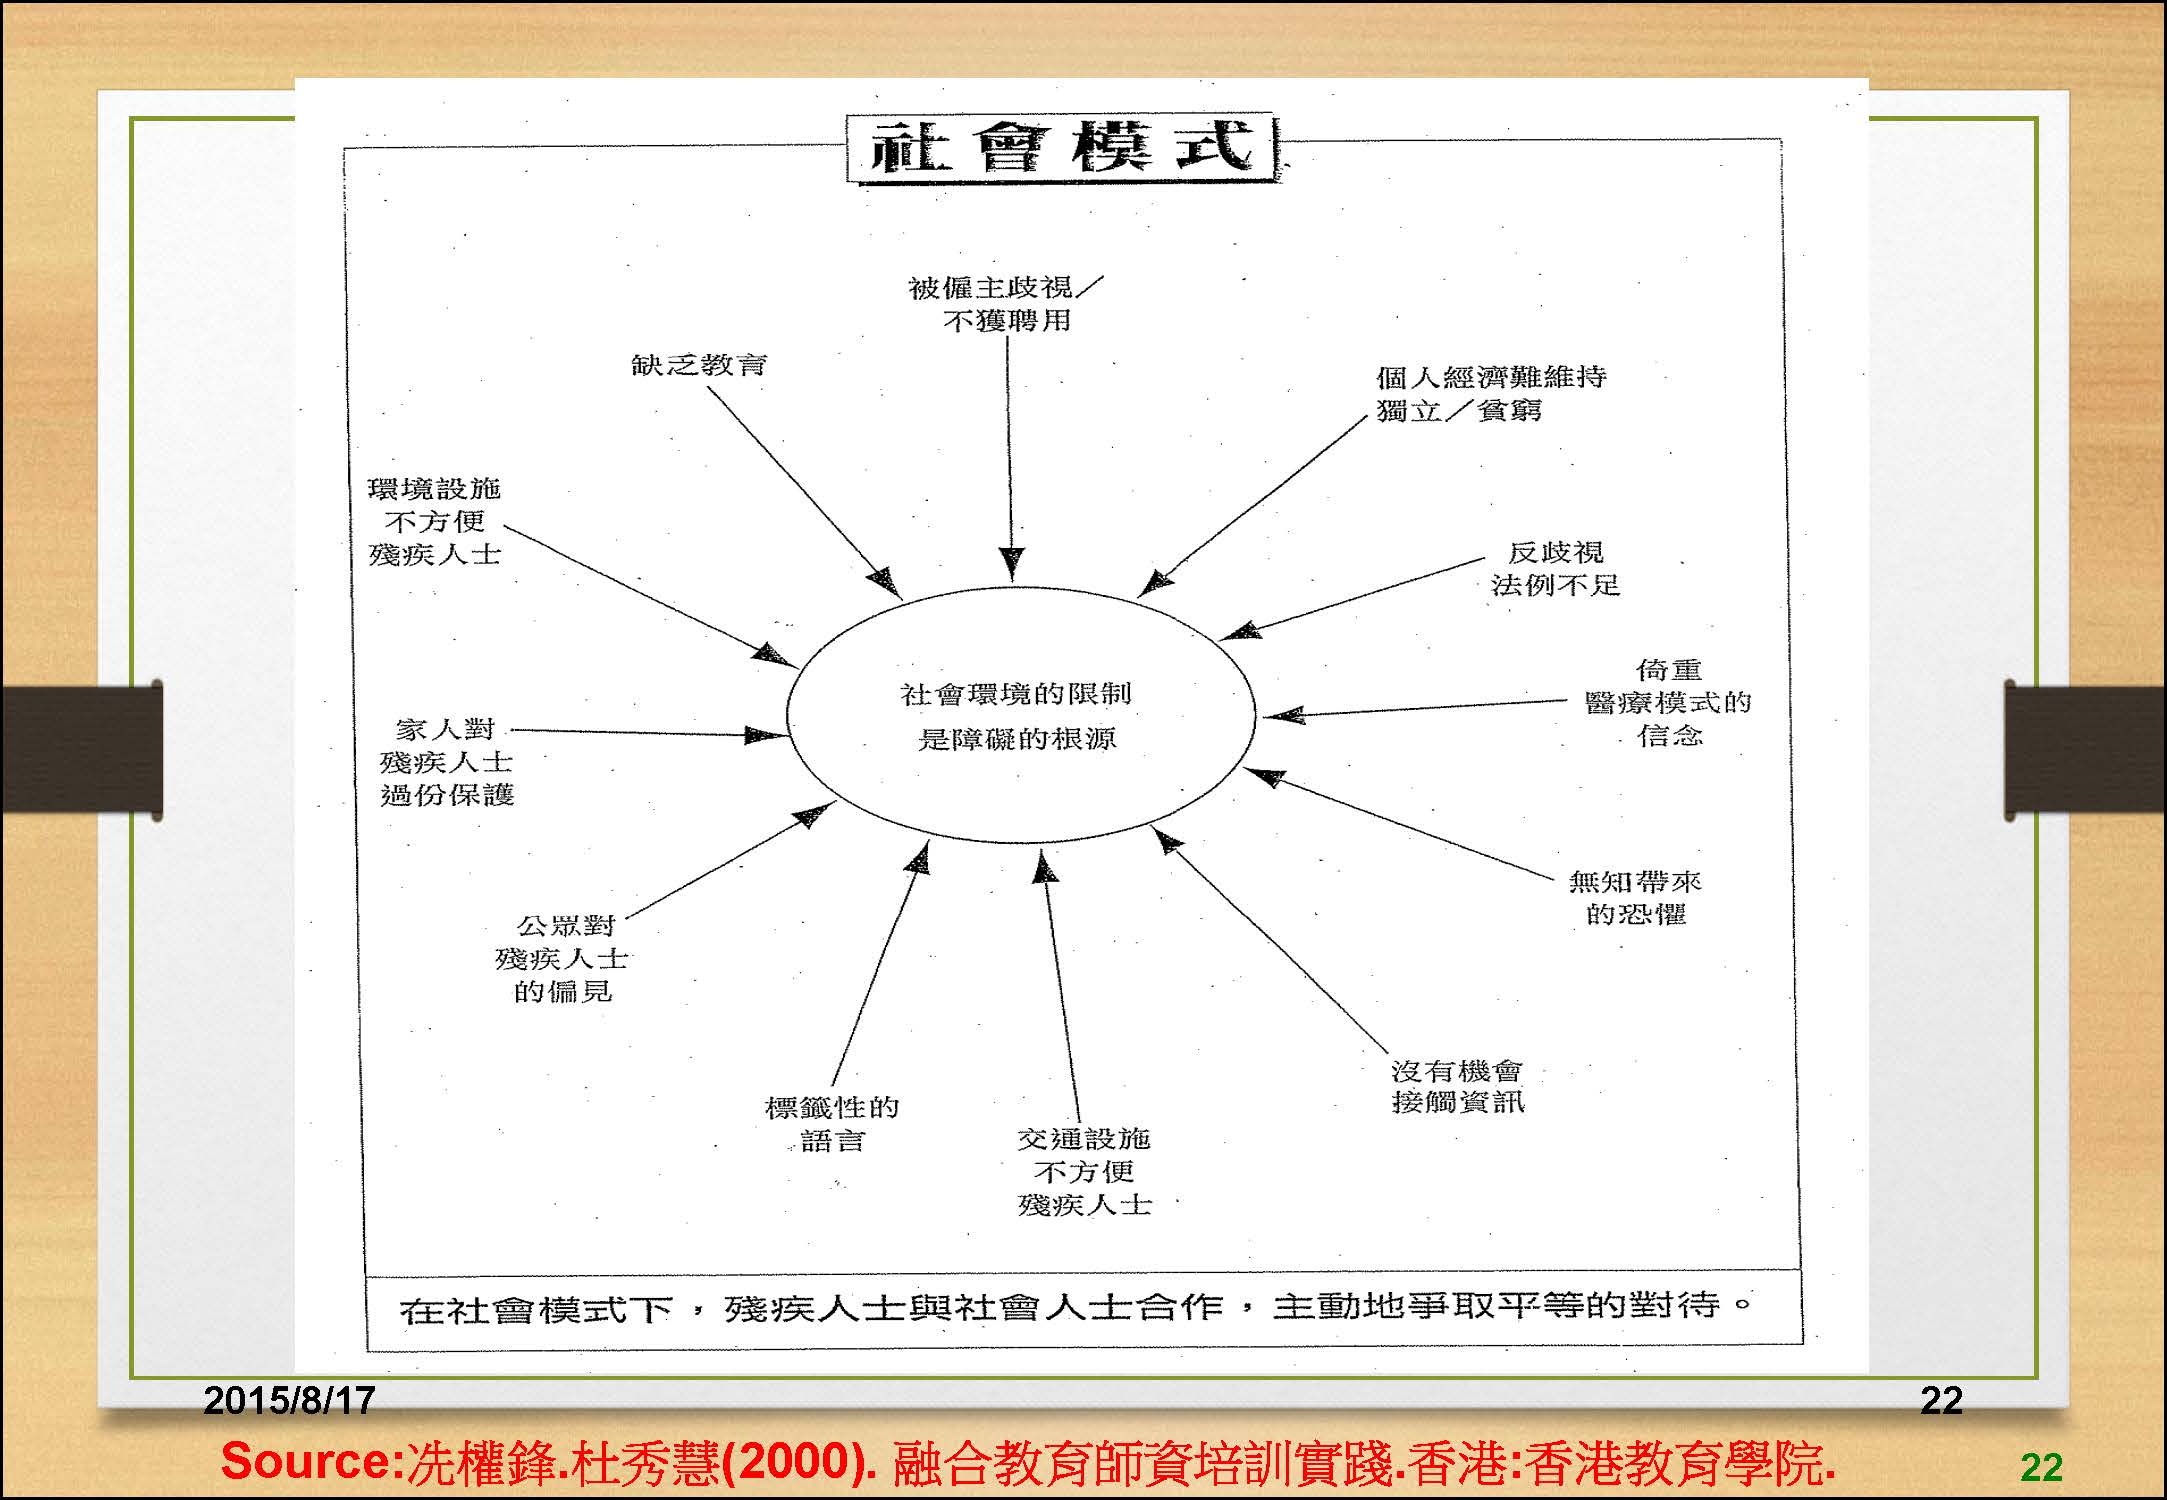 社會模式
被僱主歧視／
不獲聘用
缺乏教育
個人經濟難維持
獨立／貧窮
環境設施
不方便
殘疾人士
反歧視
法例不足
社會環境的限制
是障礙的根源
倚重
醫療模式的
信念
家人對
殘疾人士
過份保護
無知帶來
的恐懼
公眾對
殘疾人士
的偏見
沒有機會
接觸資訊
標籤性的
語言
交通設施
不方便
殘疾人士
在社會模式下，殘疾人士與社會人士合作，主動地爭取平等的對待。
2015/8/17
22
Source:冼權鋒.杜秀慧(2000). 融合教育師資培訓實踐.香港:香港教育學院.
22